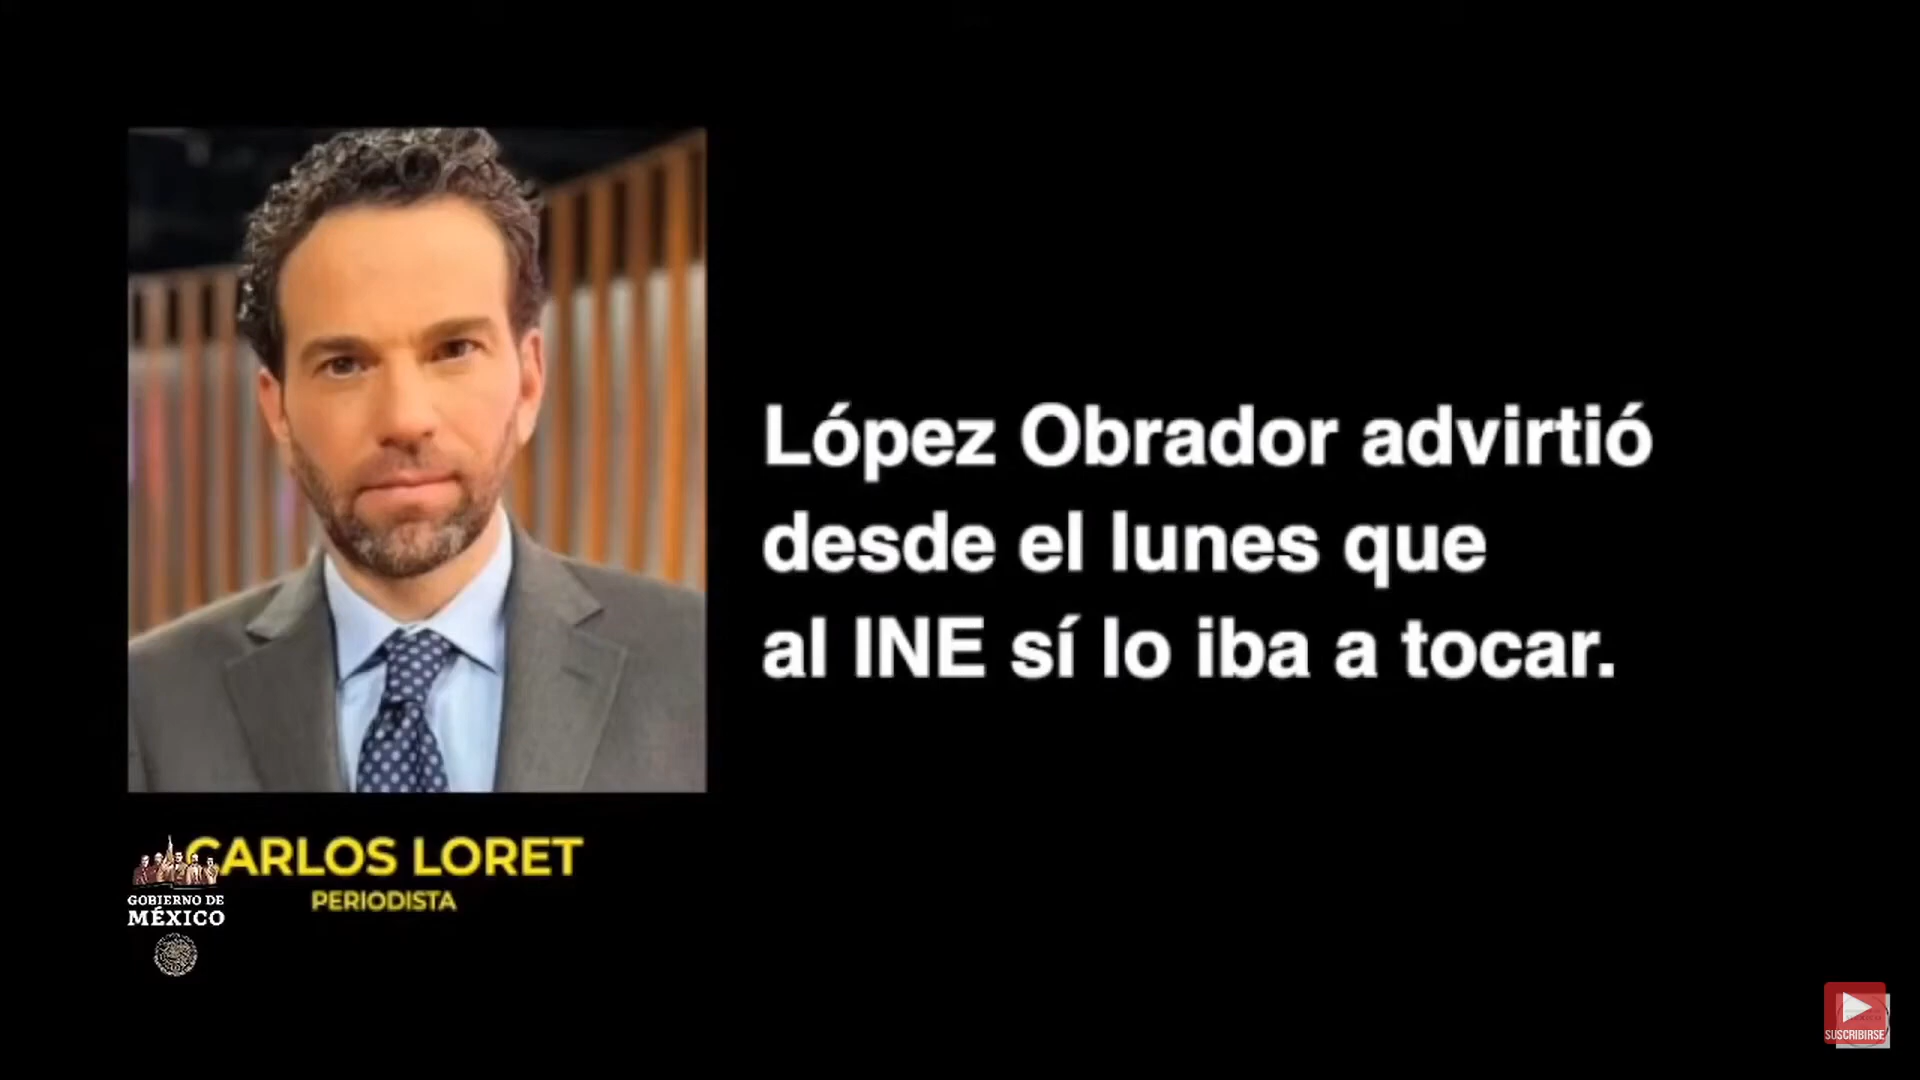 López Obrador advirtió
desde el lunes que
al INE sí lo iba a tocar.
CARLOS LORET
PERIODISTA
GOBIERNO DE
MÉXICO
SUSCRIBIRSE